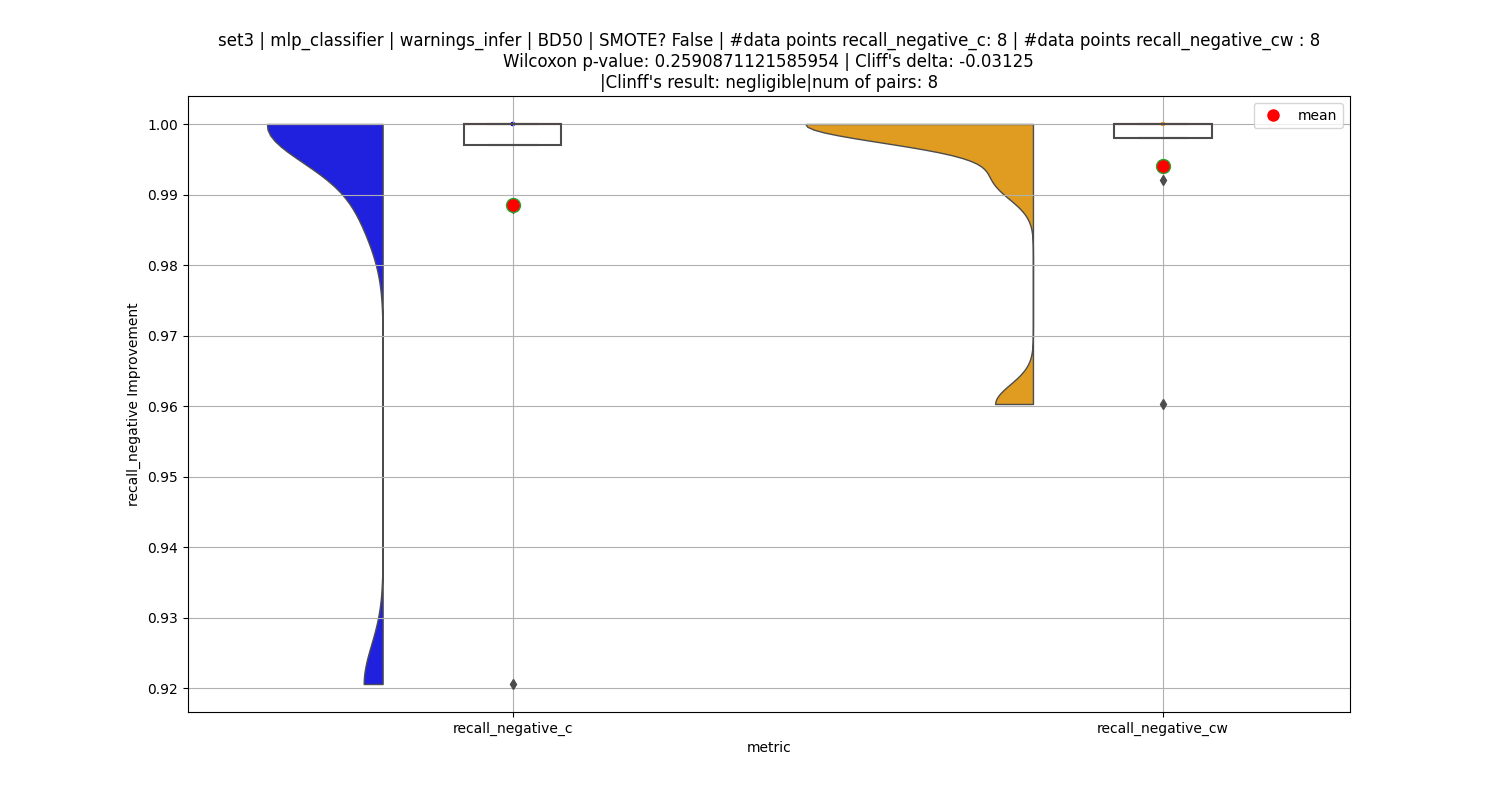 set3 | mlp_classifier | warnings_infer | BD50 | SMOTE? False | #data points recall_negative_c: 8 | #data points recall_negative_cw : 8
Wilcoxon p-value: 0.2590871121585954 | Cliff's delta: -0.03125
|Clinff's result: negligible|num of pairs: 8
mean
1.00
0.99
0.98
0.97
0.96
0.95
0.94
0.93
0.92
recall_negative Improvement
recall_negative_c
recall_negative_cw
metric